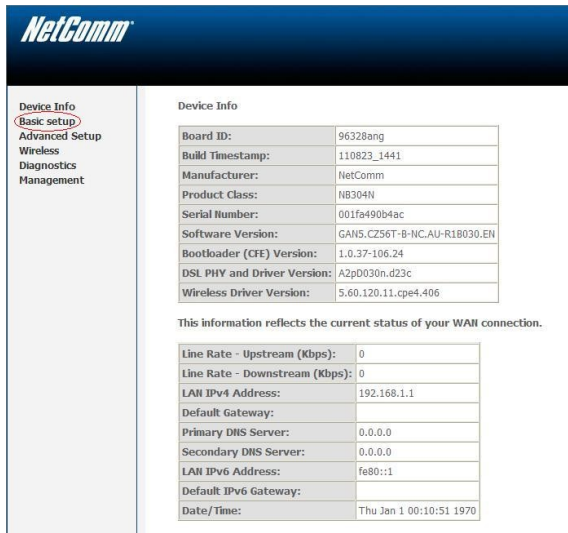 NetComm
Device Info
Basic setup
Advanced Setup
Wireless
Diagnostics
Management
Device Info
Board ID: 96328ang
Build Timestamp: 110823_1441
Manufacturer: NetComm
Product Class: NB304N
Serial Number: 001fa490b4ac
Software Version: GAN5.CZ56T-B-NC.AU-R1B030.EN
Bootloader (CFE) Version: 1.0.37-106.24
DSL PHY and Driver Version: A2pD030n.d23c
Wireless Driver Version: 5.60.120.11.cpe4.406
This information reflects the current status of your WAN connection.
Line Rate - Upstream (Kbps): 0
Line Rate - Downstream (Kbps): 0
LAN IPv4 Address: 192.168.1.1
Default Gateway:
Primary DNS Server: 0.0.0.0
Secondary DNS Server: 0.0.0.0
LAN IPv6 Address: fe80::1
Default IPv6 Gateway:
Date/Time: Thu Jan 1 00:10:51 1970